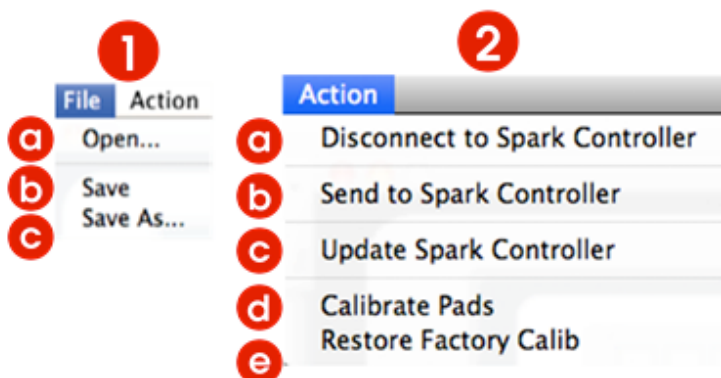 1
File Action
a Open...
b Save
c Save As...
2
Action
a Disconnect to Spark Controller
b Send to Spark Controller
c Update Spark Controller
d Calibrate Pads
e Restore Factory Calib